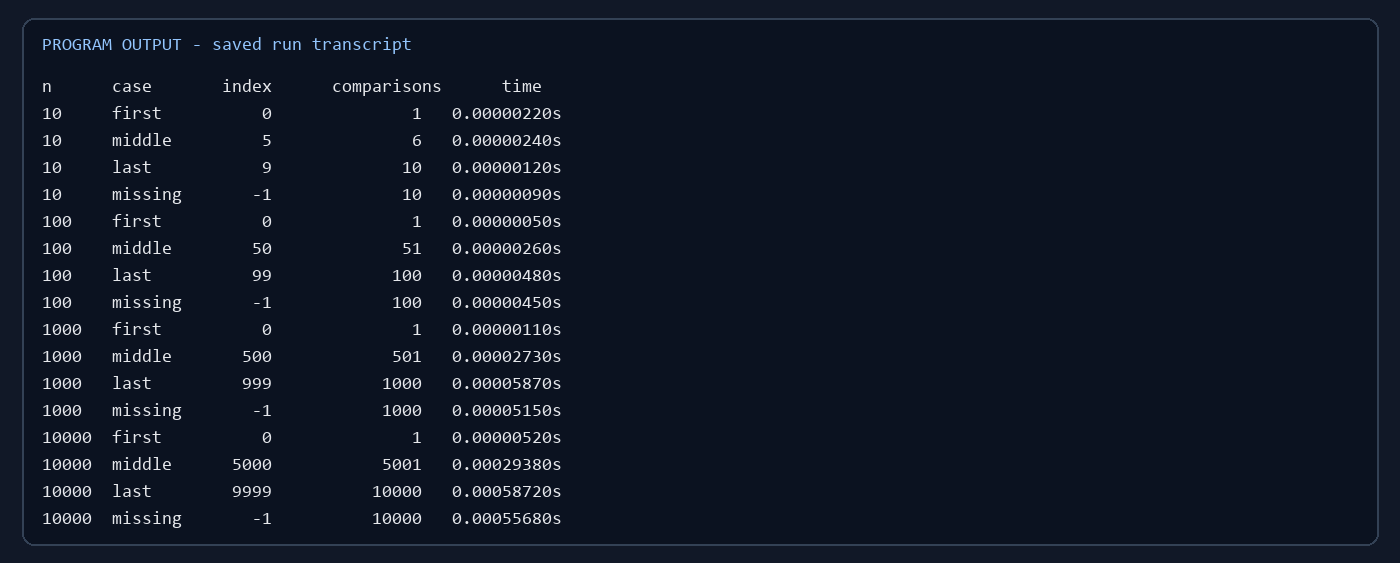 PROGRAM OUTPUT - saved run transcript
n      case       index      comparisons      time
10     first          0              1   0.00000220s
10     middle         5              6   0.00000240s
10     last           9             10   0.00000120s
10     missing       -1             10   0.00000090s
100    first          0              1   0.00000050s
100    middle        50             51   0.00000260s
100    last          99            100   0.00000480s
100    missing       -1            100   0.00000450s
1000   first          0              1   0.00000110s
1000   middle       500            501   0.00002730s
1000   last         999           1000   0.00005870s
1000   missing       -1           1000   0.00005150s
10000  first          0              1   0.00000520s
10000  middle      5000           5001   0.00029380s
10000  last        9999          10000   0.00058720s
10000  missing       -1          10000   0.00055680s